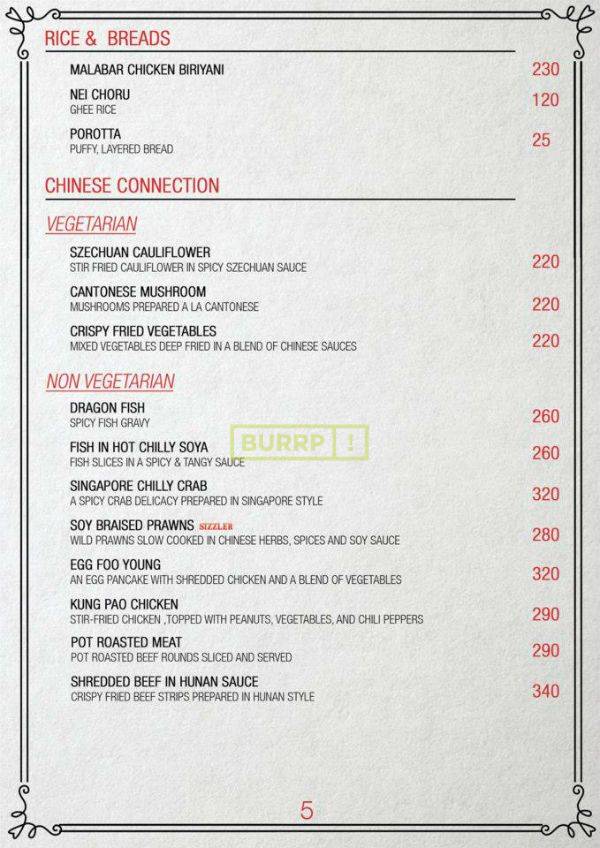 RICE & BREADS
MALABAR CHICKEN BIRIYANI 230
NEI CHORU 120
GHEE RICE
POROTTA 25
PUFFY, LAYERED BREAD
CHINESE CONNECTION
VEGETARIAN
SZECHUAN CAULIFLOWER 220
STIR FRIED CAULIFLOWER IN SPICY SZECHUAN SAUCE
CANTONESE MUSHROOM 220
MUSHROOMS PREPARED A LA CANTONESE
CRISPY FRIED VEGETABLES 220
MIXED VEGETABLES DEEP FRIED IN A BLEND OF CHINESE SAUCES
NON VEGETARIAN
DRAGON FISH 260
SPICY FISH GRAVY
BURRP!
FISH IN HOT CHILLY SOYA 260
FISH SLICES IN A SPICY & TANGY SAUCE
SINGAPORE CHILLY CRAB 320
A SPICY CRAB DELICACY PREPARED IN SINGAPORE STYLE
SOY BRAISED PRAWNS SIZZLER 280
WILD PRAWNS SLOW COOKED IN CHINESE HERBS, SPICES AND SOY SAUCE
EGG FOO YOUNG 320
AN EGG PANCAKE WITH SHREDDED CHICKEN AND A BLEND OF VEGETABLES
KUNG PAO CHICKEN 290
STIR-FRIED CHICKEN ,TOPPED WITH PEANUTS, VEGETABLES, AND CHILI PEPPERS
POT ROASTED MEAT 290
POT ROASTED BEEF ROUNDS SLICED AND SERVED
SHREDDED BEEF IN HUNAN SAUCE 340
CRISPY FRIED BEEF STRIPS PREPARED IN HUNAN STYLE
5